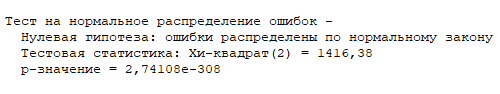 Тест на нормальное распределение ошибок -
Нулевая гипотеза: ошибки распределены по нормальному закону
Тестовая статистика: Хи-квадрат(2) = 1416,38
р-значение = 2,74108e-308